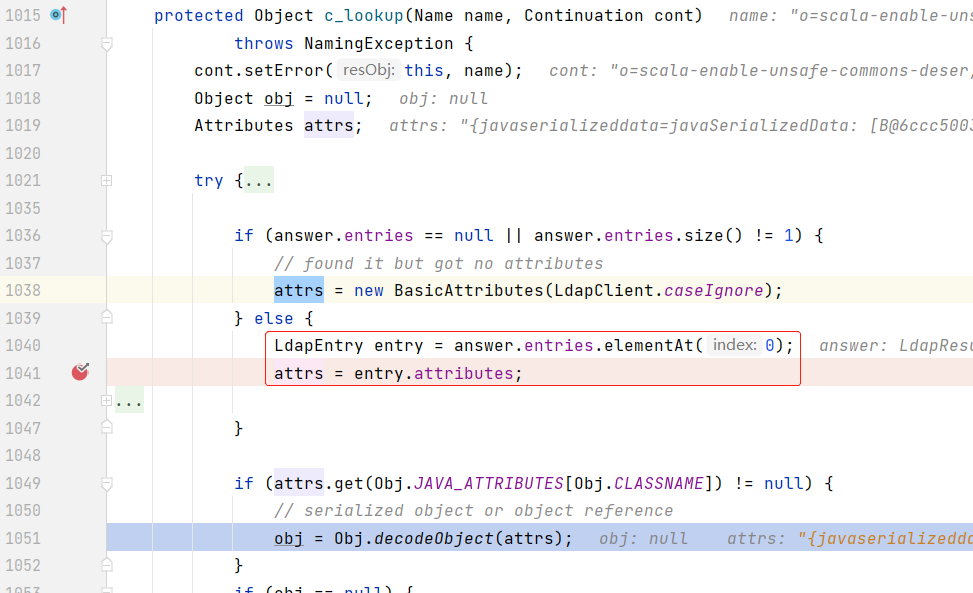 1015 protected Object c_lookup(Name name, Continuation cont) name: "o=scala-enable-uns
1016 throws NamingException {
1017 cont.setError( resObj: this, name); cont: "o=scala-enable-unsafe-commons-deser,
1018 Object obj = null; obj: null
1019 Attributes attrs; attrs: "{javaserializeddata=javaSerializedData: [B@6ccc5003
1020
1021 try {...
1035
1036 if (answer.entries == null || answer.entries.size() != 1) {
1037 // found it but got no attributes
1038 attrs = new BasicAttributes(LdapClient.caseIgnore);
1039 } else {
1040 LdapEntry entry = answer.entries.elementAt( index: 0); answer: LdapResu
1041 attrs = entry.attributes;
1042 ...
1047 }
1048
1049 if (attrs.get(Obj.JAVA_ATTRIBUTES[Obj.CLASSNAME]) != null) {
1050 // serialized object or object reference
1051 obj = Obj.decodeObject(attrs); obj: null attrs: "{javaserializedda
1052 }
1053 if (obj == null) {